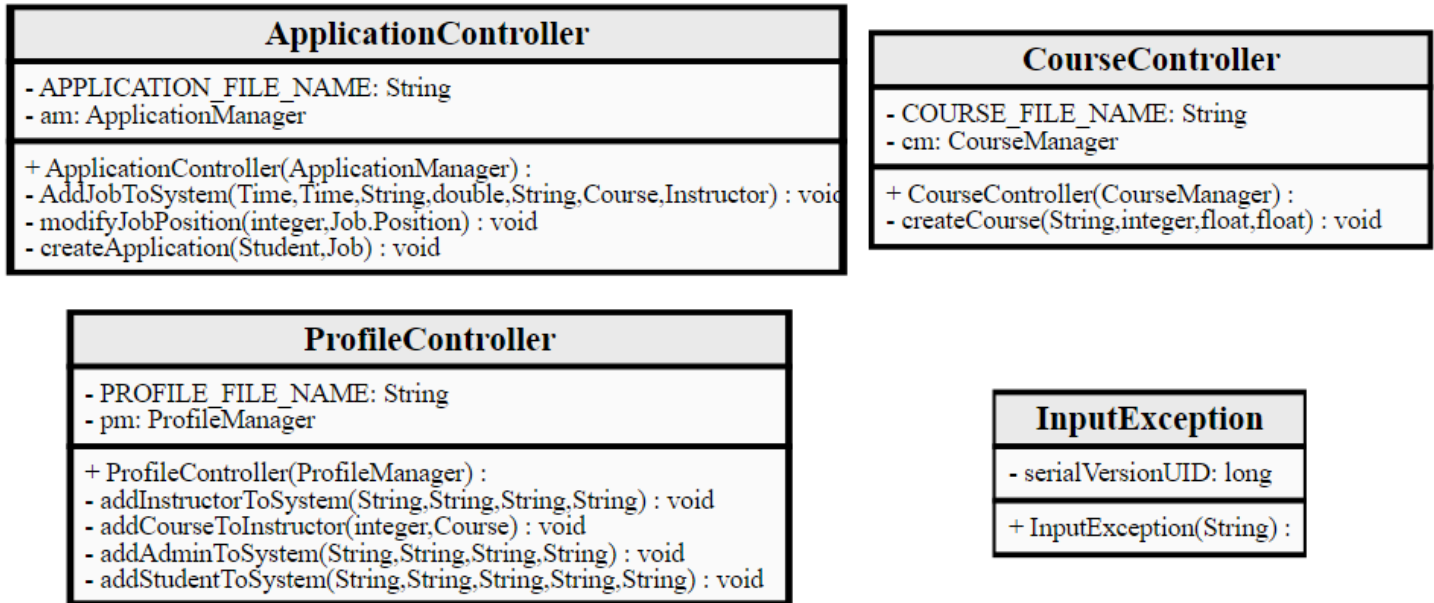 ApplicationController
- APPLICATION_FILE_NAME: String
- am: ApplicationManager
+ ApplicationController(ApplicationManager) :
- AddJobToSystem(Time,Time,String,double,String,Course,Instructor) : void
- modifyJobPosition(integer,Job.Position) : void
- createApplication(Student,Job) : void
CourseController
- COURSE_FILE_NAME: String
- cm: CourseManager
+ CourseController(CourseManager) :
- createCourse(String,integer,float,float) : void
ProfileController
- PROFILE_FILE_NAME: String
- pm: ProfileManager
+ ProfileController(ProfileManager) :
- addInstructorToSystem(String,String,String,String) : void
- addCourseToInstructor(integer,Course) : void
- addAdminToSystem(String,String,String,String) : void
- addStudentToSystem(String,String,String,String,String) : void
InputException
- serialVersionUID: long
+ InputException(String) :